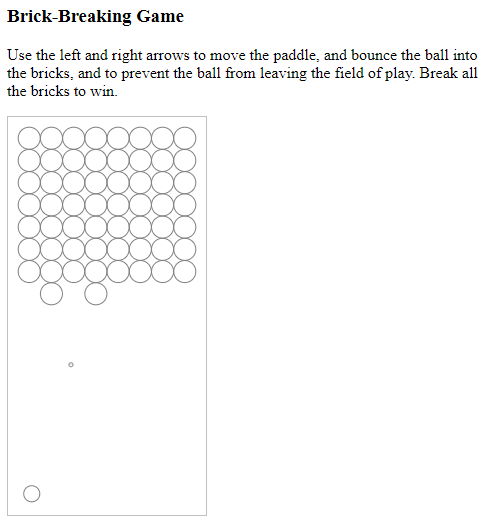 Brick-Breaking Game
Use the left and right arrows to move the paddle, and bounce the ball into
the bricks, and to prevent the ball from leaving the field of play. Break all
the bricks to win.